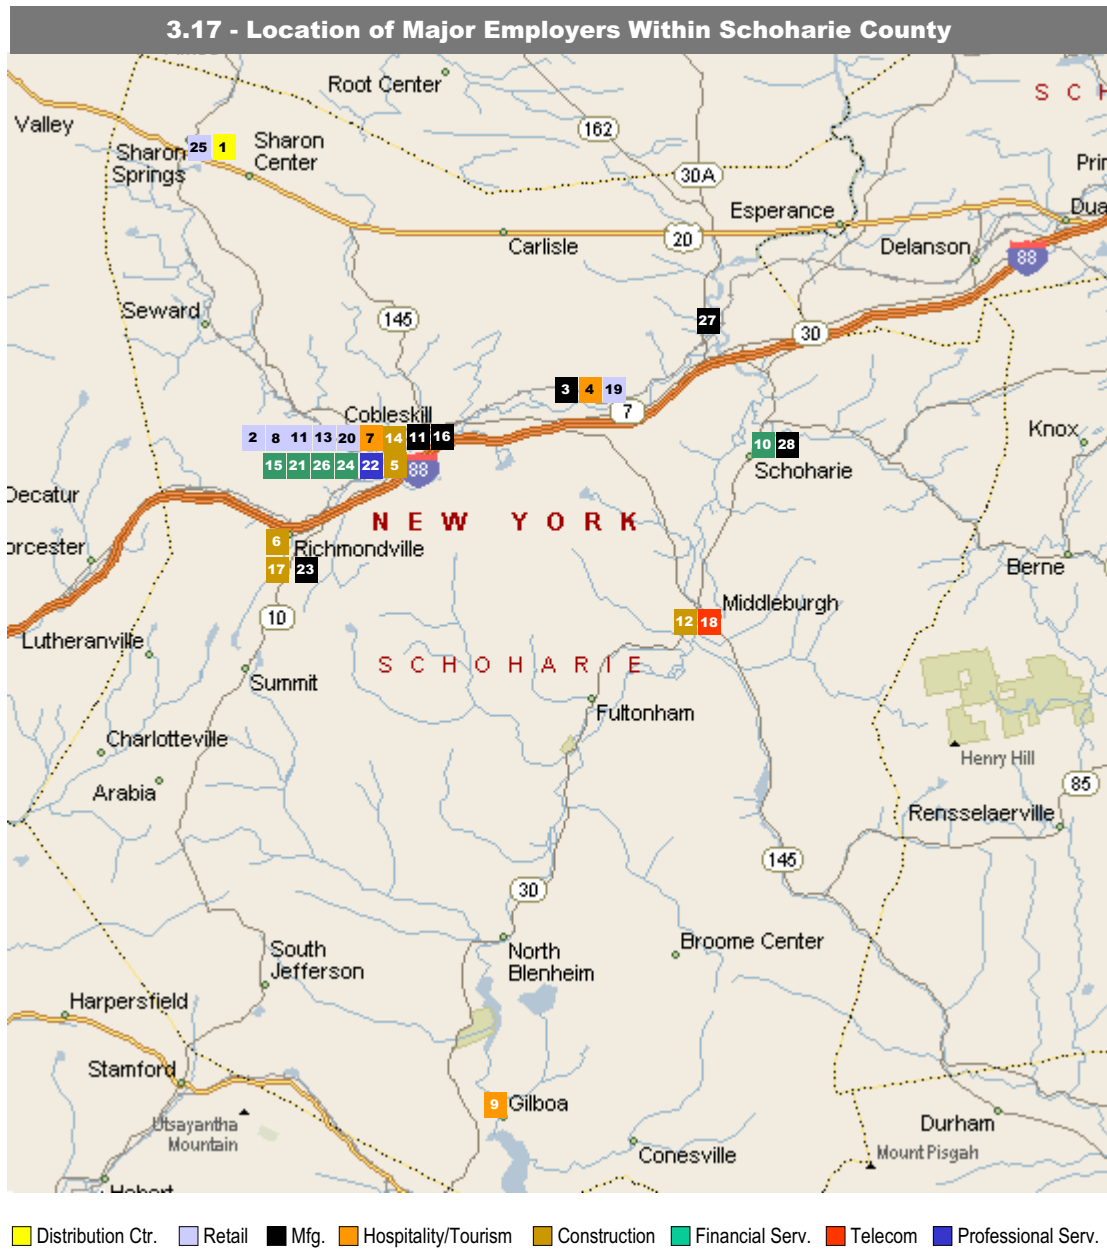 3.17 - Location of Major Employers Within Schoharie County
Root Center
S C H
Valley
162
Sharon
Springs
25 1
Sharon
Center
30A
Prin
Esperance
Dua
20
Carlisle
Delanson
88
Seward
145
27
30
3 4 19
7
Cobleskill
2 8 11 13 20 7 14 11 16
15 21 26 24 22 5
88
10 28
Schoharie
Knox
Decatur
NEW YORK
orcester
6
Richmondville
17 23
Berne
10
Middleburgh
12 18
Lutheranville
SCHOHARIE
Summit
Fultonham
Charlotteville
Henry Hill
Arabia
85
Rensselaerville
145
30
South
Jefferson
North
Blenheim
Broome Center
Harpersfield
Stamford
9 Gilboa
Utsayantha
Mountain
Durham
Conesville
Mount Pisgah
Hobart
Distribution Ctr. Retail Mfg. Hospitality/Tourism Construction Financial Serv. Telecom Professional Serv.